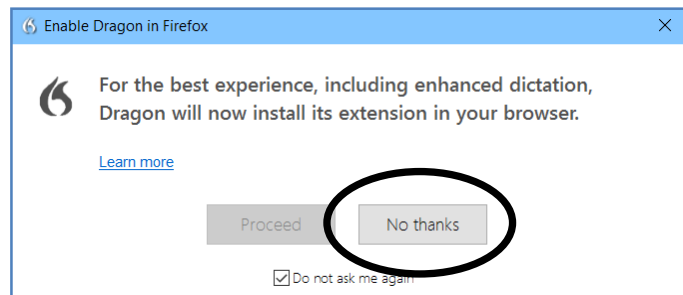 Enable Dragon in Firefox
For the best experience, including enhanced dictation,
Dragon will now install its extension in your browser.
Learn more
Proceed No thanks
Do not ask me again